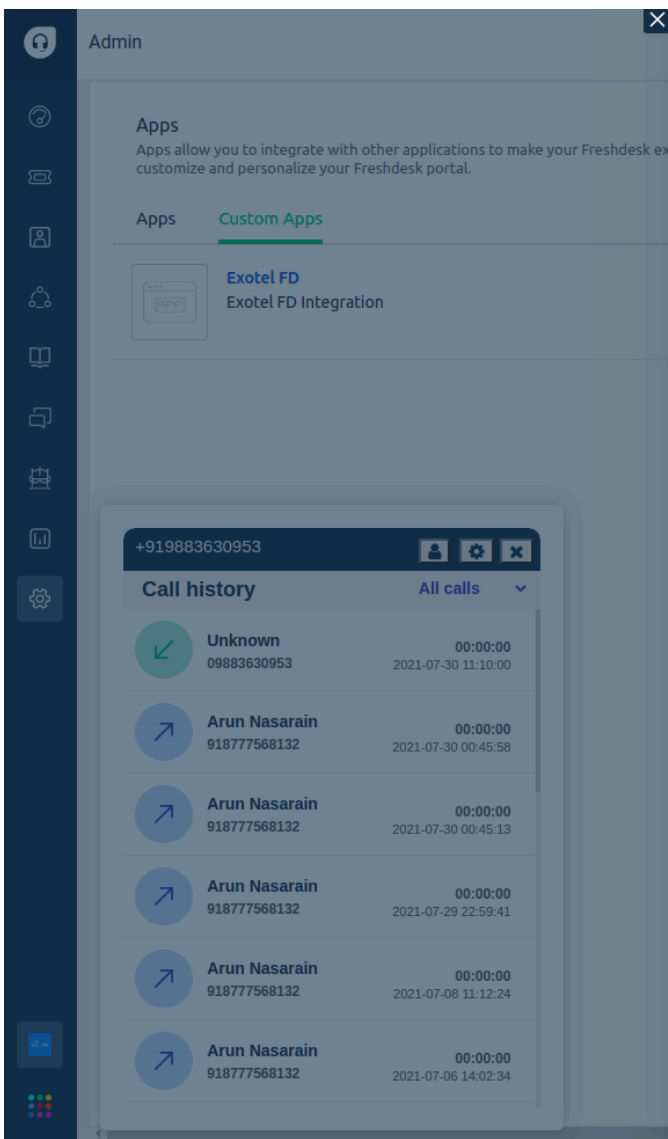 Admin
Apps
Apps allow you to integrate with other applications to make your Freshdesk ex
customize and personalize your Freshdesk portal.
Apps Custom Apps
APP
Exotel FD
Exotel FD Integration
+919883630953
Call history All calls
Unknown 00:00:00
09883630953 2021-07-30 11:10:00
Arun Nasarain 00:00:00
918777568132 2021-07-30 00:45:58
Arun Nasarain 00:00:00
918777568132 2021-07-30 00:45:13
Arun Nasarain 00:00:00
918777568132 2021-07-29 22:59:41
Arun Nasarain 00:00:00
918777568132 2021-07-08 11:12:24
Arun Nasarain 00:00:00
918777568132 2021-07-06 14:02:34